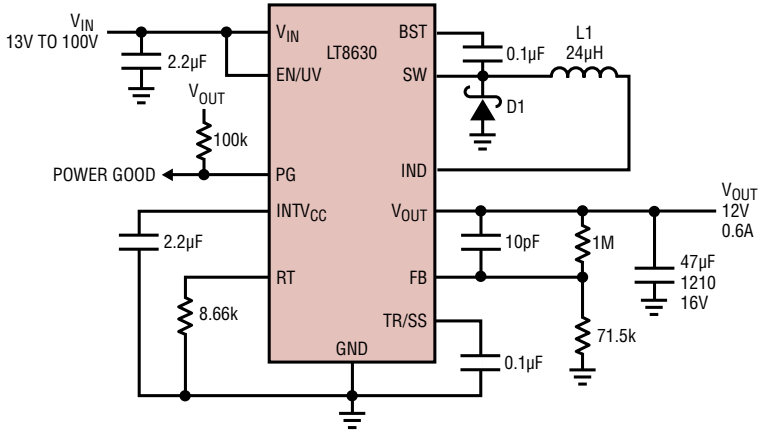 VIN
13V TO 100V
2.2µF
VOUT
100k
POWER GOOD
2.2µF
8.66k
VIN
LT8630
EN/UV
PG
INTVCC
RT
GND
BST
SW
IND
VOUT
FB
TR/SS
0.1µF
L1
24µH
D1
10pF
1M
VOUT
12V
0.6A
47µF
1210
16V
71.5k
0.1µF